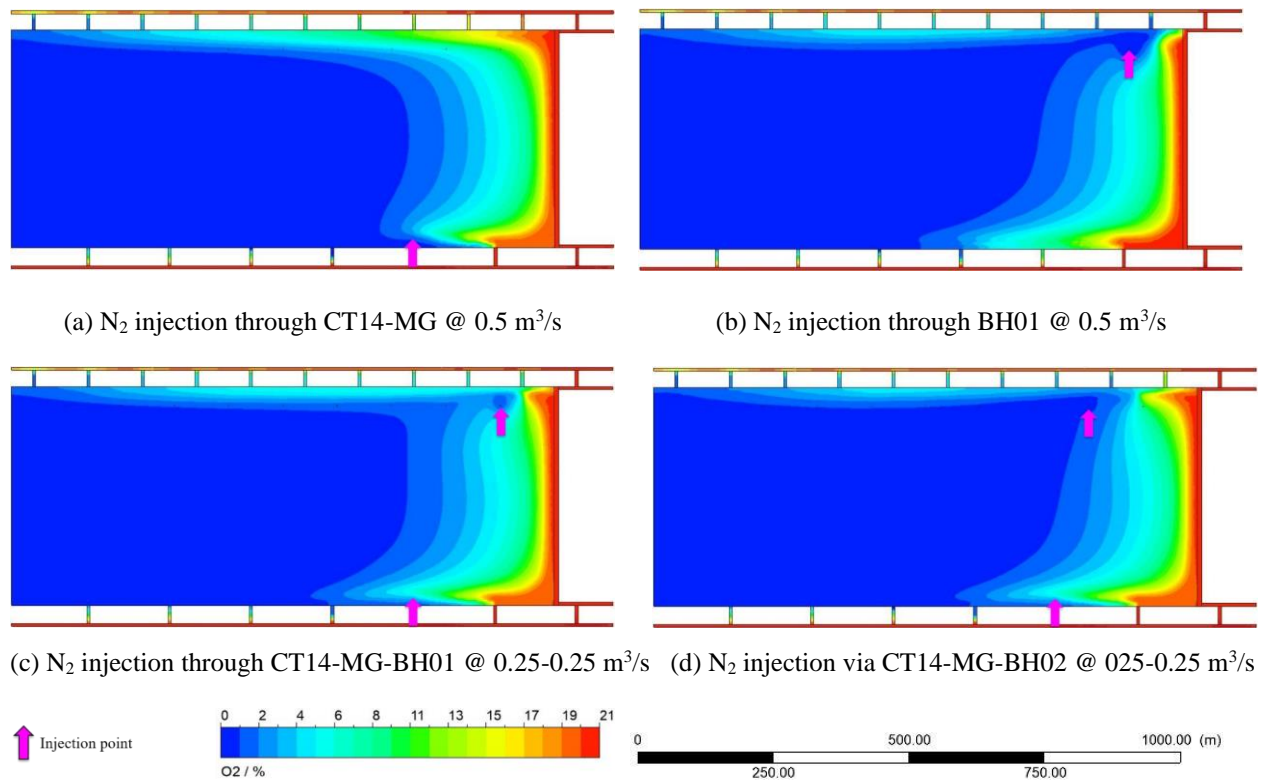 (a) N₂ injection through CT14-MG @ 0.5 m³/s
(b) N₂ injection through BH01 @ 0.5 m³/s
(c) N₂ injection through CT14-MG-BH01 @ 0.25-0.25 m³/s
(d) N₂ injection via CT14-MG-BH02 @ 025-0.25 m³/s
Injection point
0 2 4 6 8 11 13 15 17 19 21
O2 / %
0 500.00 1000.00 (m)
250.00 750.00